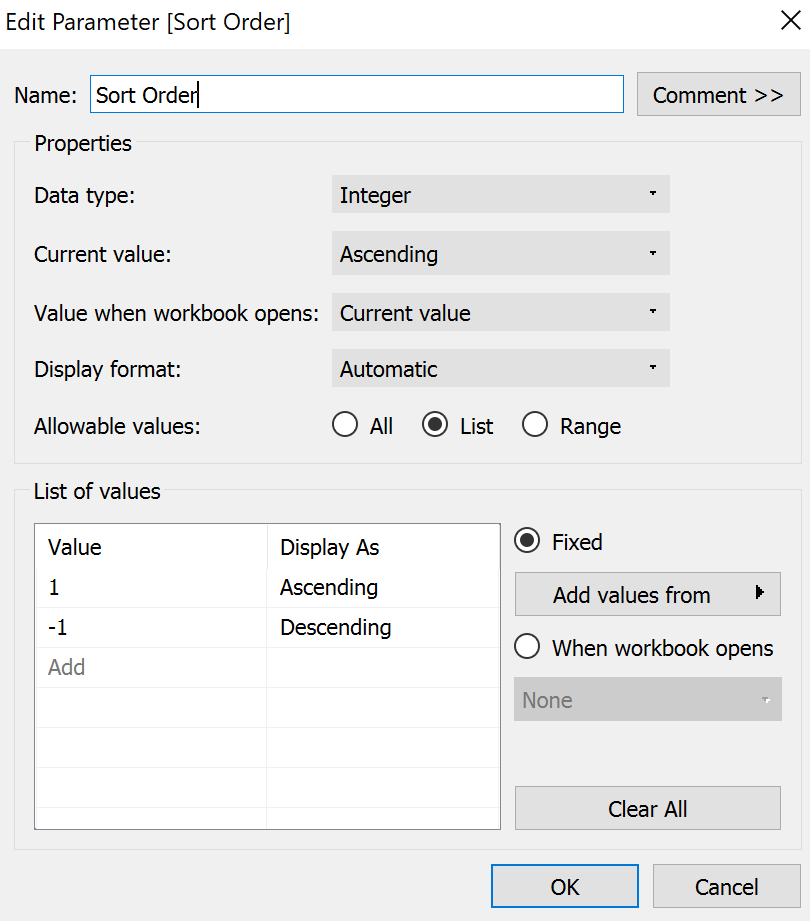 Edit Parameter [Sort Order]
Name: Sort Order Comment >>
Properties
Data type: Integer
Current value: Ascending
Value when workbook opens: Current value
Display format: Automatic
Allowable values: All List Range
List of values
Value Display As
1 Ascending
-1 Descending
Add
Fixed
Add values from
When workbook opens
None
Clear All
OK Cancel